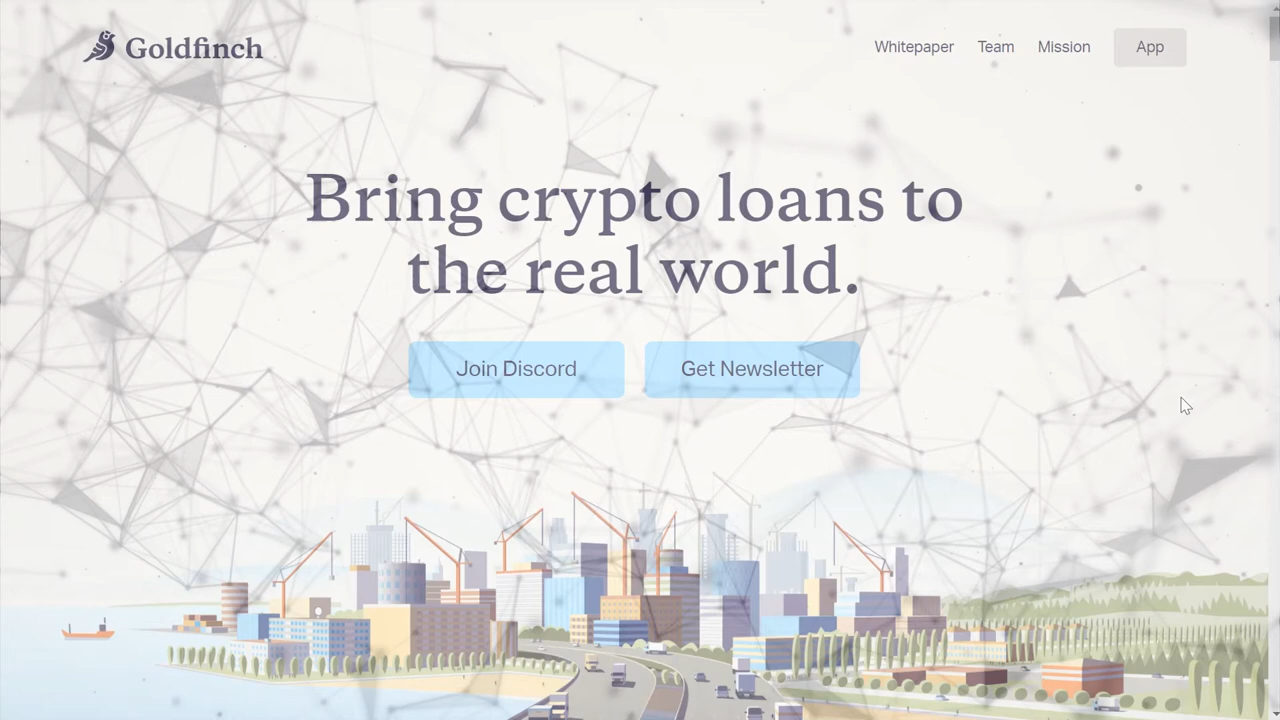 Goldfinch
Whitepaper Team Mission App
Bring crypto loans to
the real world.
Join Discord Get Newsletter